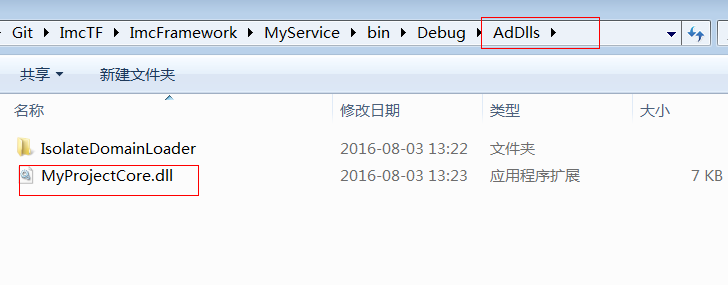 Git ImcTF ImcFramework MyService bin Debug AdDlls
共享 新建文件夹
名称 修改日期 类型 大小
IsolateDomainLoader 2016-08-03 13:22 文件夹
MyProjectCore.dll 2016-08-03 13:23 应用程序扩展 7 KB